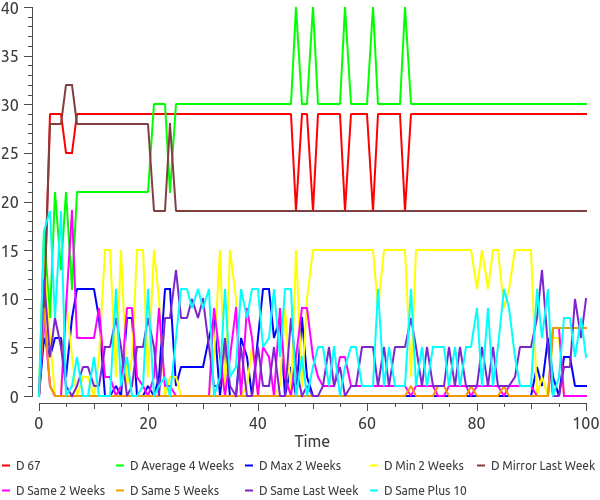 40
35
30
25
20
15
10
5
0
0 20 40 60 80 100
Time
D 67 D Average 4 Weeks D Max 2 Weeks D Min 2 Weeks D Mirror Last Week
D Same 2 Weeks D Same 5 Weeks D Same Last Week D Same Plus 10